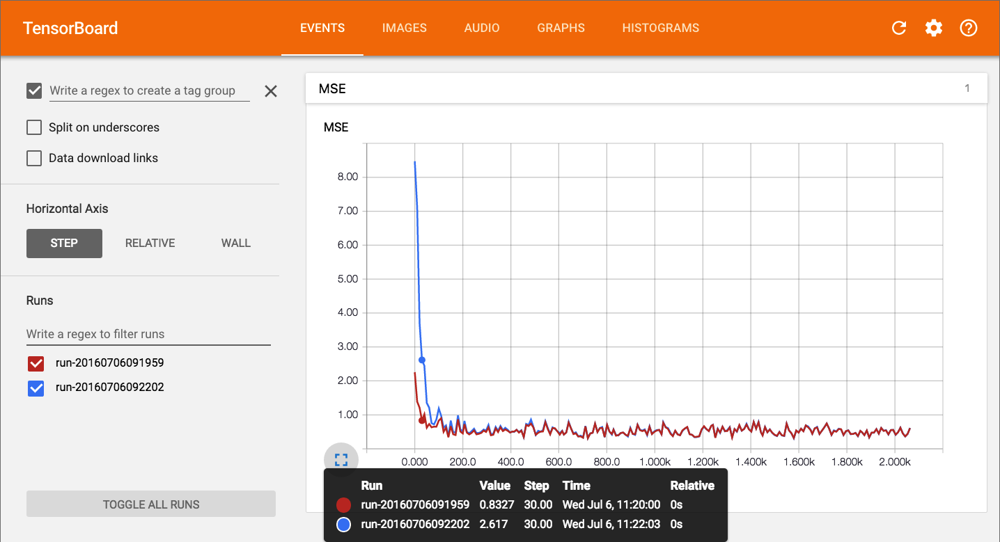 TensorBoard EVENTS IMAGES AUDIO GRAPHS HISTOGRAMS
Write a regex to create a tag group
Split on underscores
Data download links
Horizontal Axis
STEP RELATIVE WALL
Runs
Write a regex to filter runs
run-20160706091959
run-20160706092202
TOGGLE ALL RUNS
MSE 1
MSE
8.00
7.00
6.00
5.00
4.00
3.00
2.00
1.00
0.000 200.0 400.0 600.0 800.0 1.000k 1.200k 1.400k 1.600k 1.800k 2.000k
Run Value Step Time Relative
run-20160706091959 0.8327 30.00 Wed Jul 6, 11:20:00 0s
run-20160706092202 2.617 30.00 Wed Jul 6, 11:22:03 0s